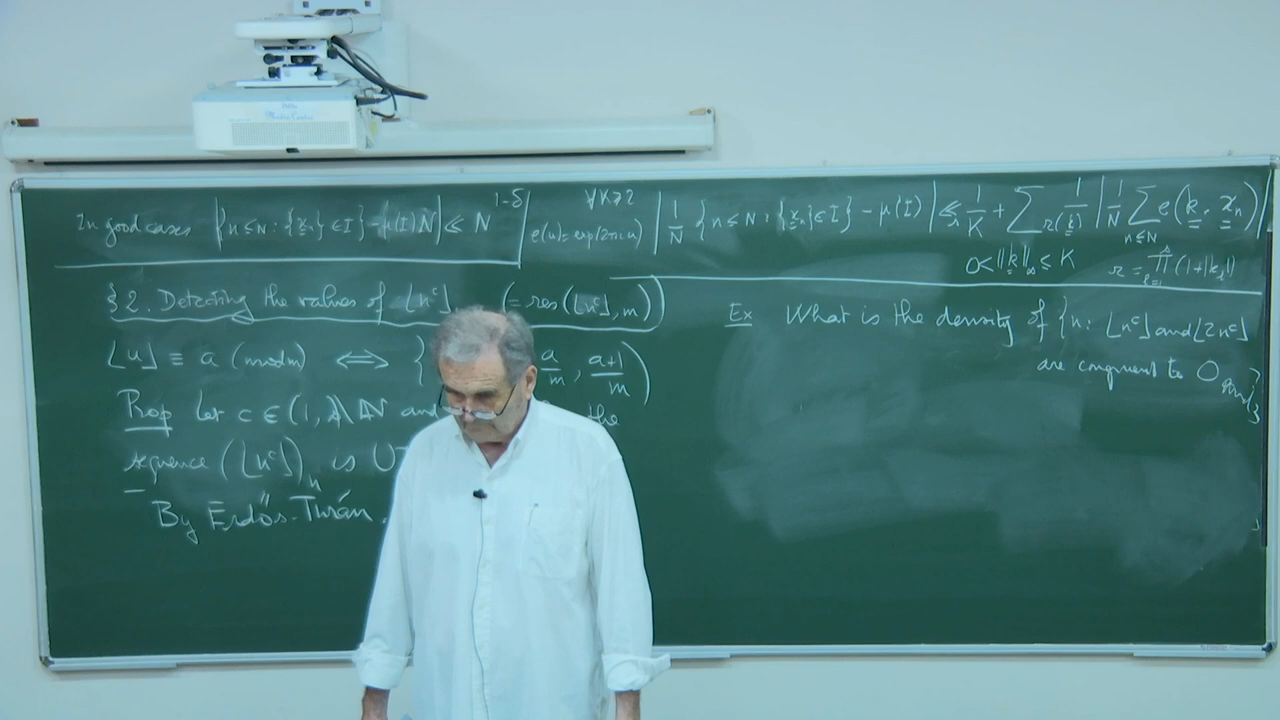 In good cases |{n≤N : {x_n} ∈ I} - μ(I)N| ≤ N^{1-δ}
∀K≥2
e(u) = exp(2πiu)
|1/N {n≤N : {x_n} ∈ I} - μ(I)| ≤ 1/K + ∑ 1/r(k) |1/N ∑ e(k · x_n)|
n≤N
0<‖k‖_∞ ≤ K
r = ∏ (1+|k_i|)
§2. Detecting the values of ⌊n^c⌋ (= res(⌊n^c⌋, m))
⌊u⌋ ≡ a (mod m) ⟺ { a/m, a+1/m)
Prop Let c ∈ (1, \ℕ and the
sequence (⌊n^c⌋)_n is
By Erdős-Turán.
Ex What is the density of {n : ⌊n^c⌋ and ⌊2n^c⌋
are congruent to 0